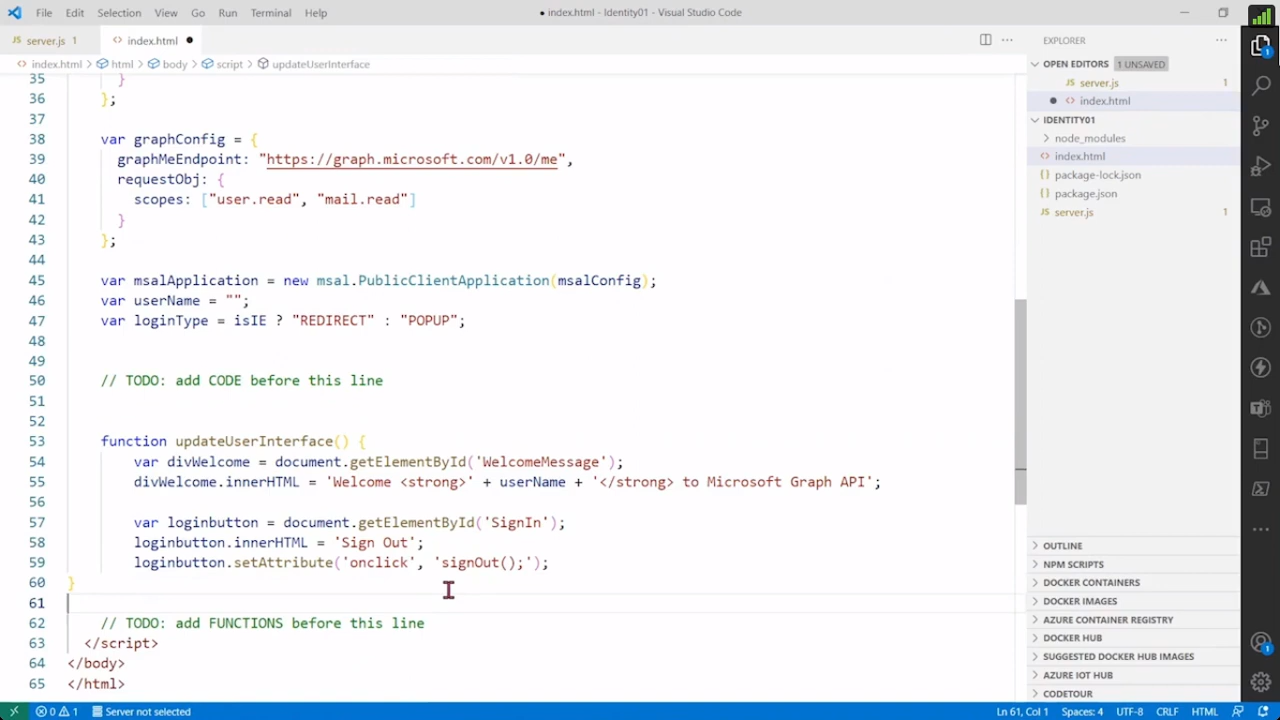 File Edit Selection View Go Run Terminal Help
● index.html - Identity01 - Visual Studio Code
JS server.js 1
<> index.html ●
···
<> index.html > html > body > script > updateUserInterface
35 }
36 };
37
38 var graphConfig = {
39 graphMeEndpoint: "https://graph.microsoft.com/v1.0/me",
40 requestObj: {
41 scopes: ["user.read", "mail.read"]
42 }
43 };
44
45 var msalApplication = new msal.PublicClientApplication(msalConfig);
46 var userName = "";
47 var loginType = isIE ? "REDIRECT" : "POPUP";
48
49
50 // TODO: add CODE before this line
51
52
53 function updateUserInterface() {
54 var divWelcome = document.getElementById('WelcomeMessage');
55 divWelcome.innerHTML = 'Welcome <strong>' + userName + '</strong> to Microsoft Graph API';
56
57 var loginbutton = document.getElementById('SignIn');
58 loginbutton.innerHTML = 'Sign Out';
59 loginbutton.setAttribute('onclick', 'signOut();');
60 }
61
62 // TODO: add FUNCTIONS before this line
63 </script>
64 </body>
65 </html>
EXPLORER ···
OPEN EDITORS 1 UNSAVED
JS server.js 1
● <> index.html
IDENTITY01
> node_modules
<> index.html
{} package-lock.json
{} package.json
JS server.js 1
OUTLINE
NPM SCRIPTS
DOCKER CONTAINERS
DOCKER IMAGES
AZURE CONTAINER REGISTRY
DOCKER HUB
SUGGESTED DOCKER HUB IMAGES
AZURE IOT HUB
CODETOUR
1
1
0 1 Server not selected
Ln 61, Col 1 Spaces: 4 UTF-8 CRLF HTML